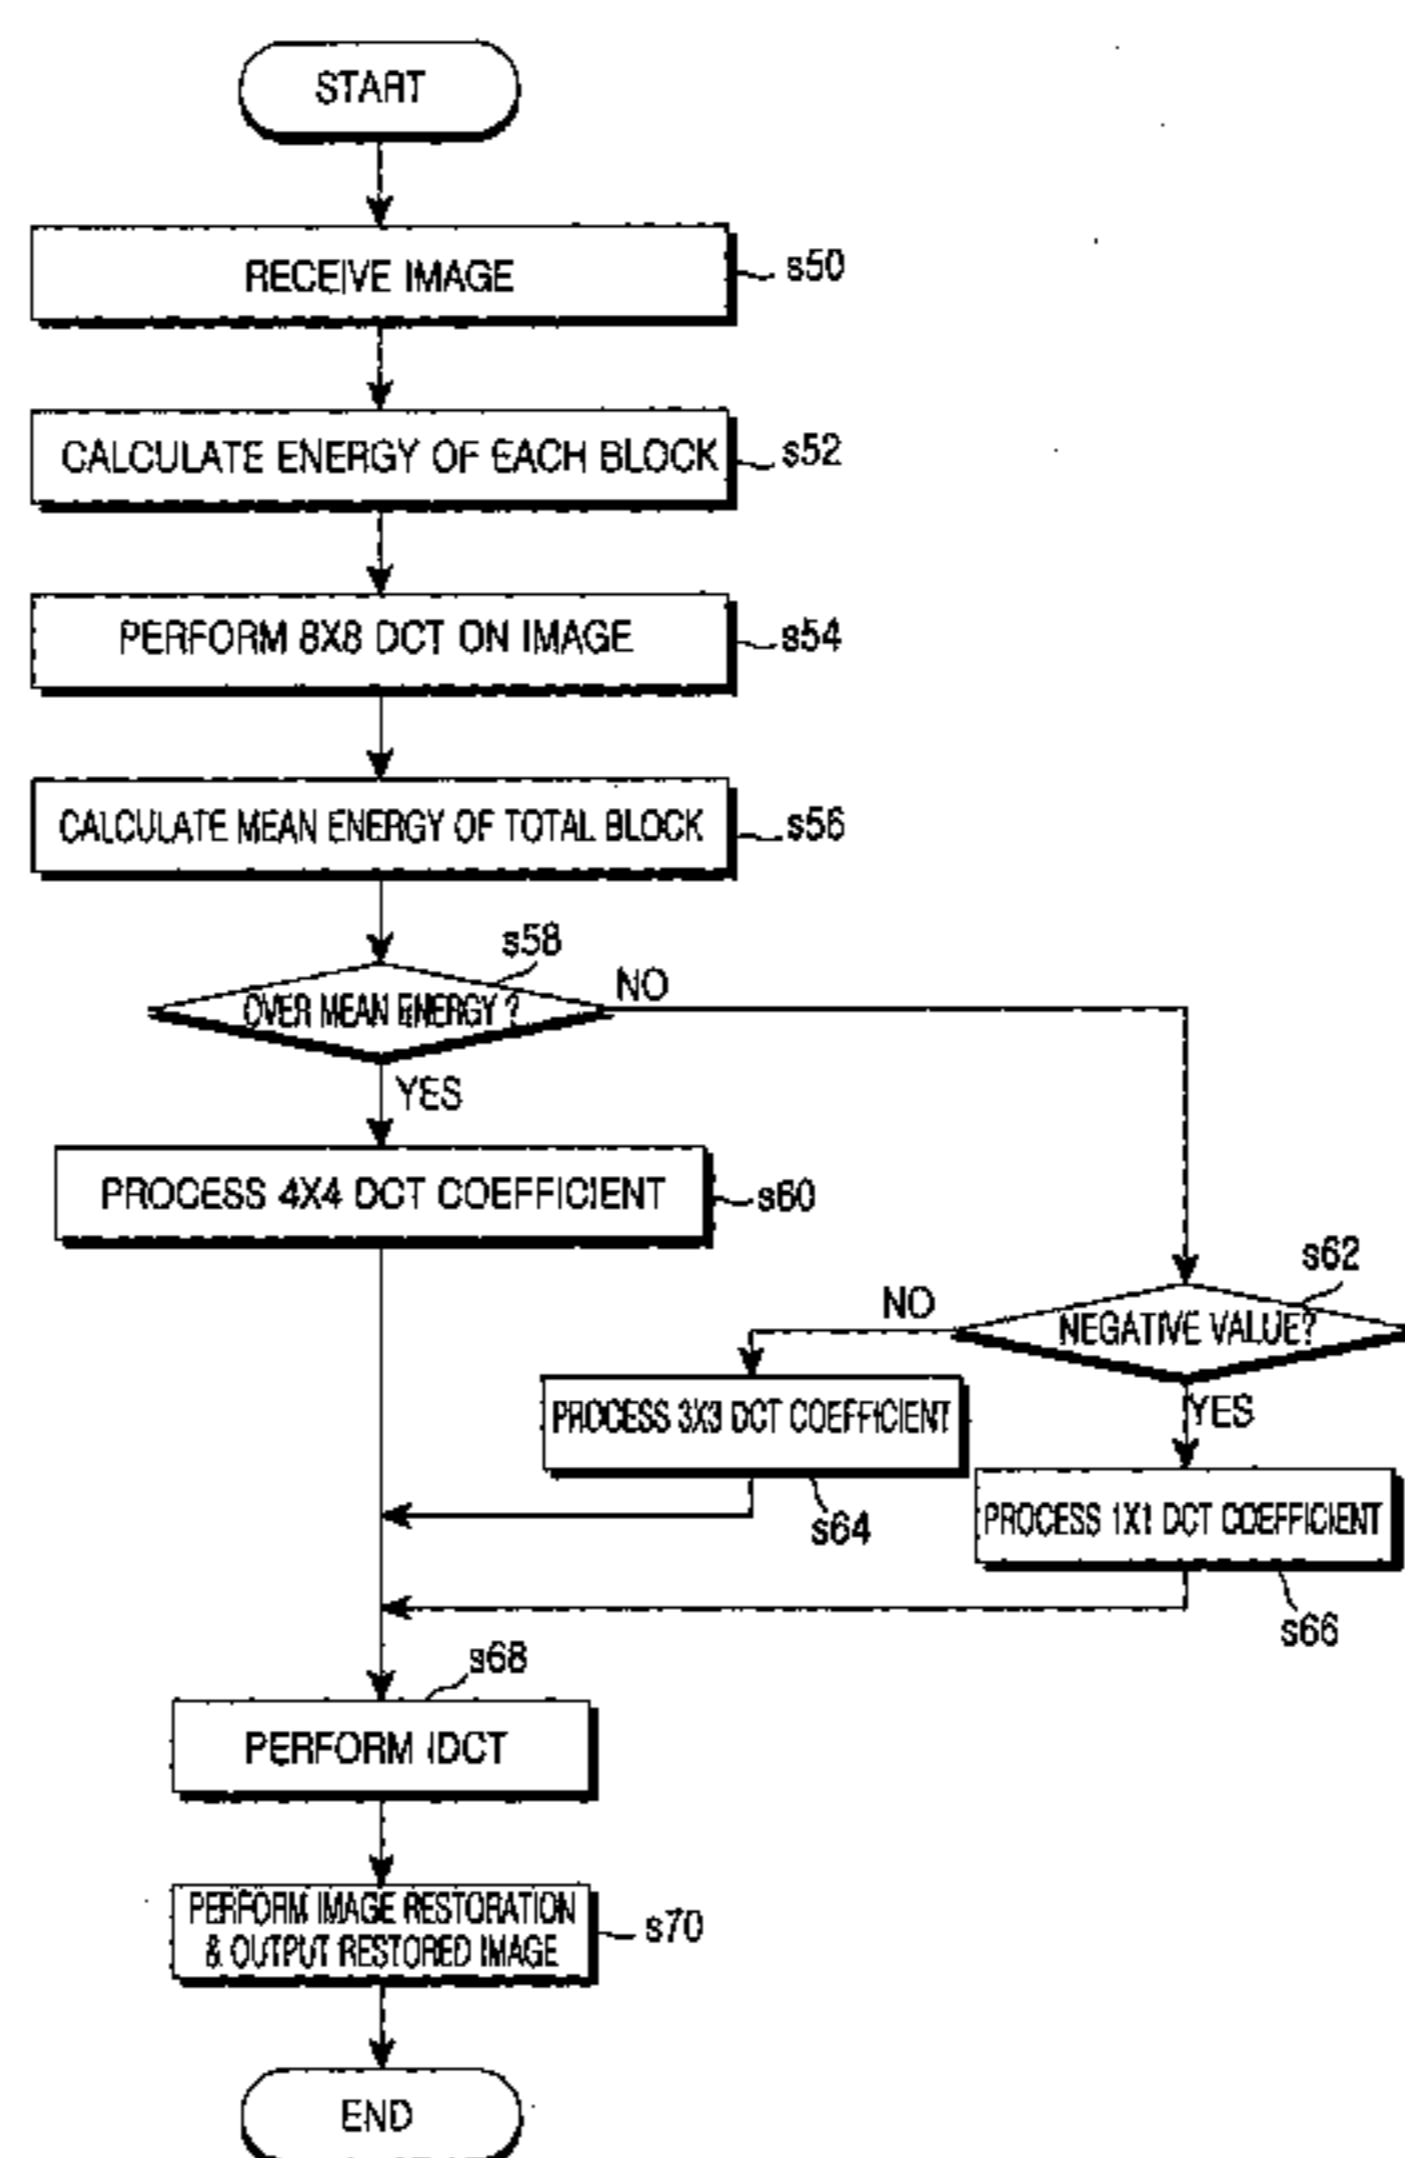 START
RECEIVE IMAGE
s50
CALCULATE ENERGY OF EACH BLOCK
s52
PERFORM 8X8 DCT ON IMAGE
s54
CALCULATE MEAN ENERGY OF TOTAL BLOCK
s56
s58
OVER MEAN ENERGY ?
NO
YES
PROCESS 4X4 DCT COEFFICIENT
s60
s62
NEGATIVE VALUE?
NO
YES
PROCESS 3X3 DCT COEFFICIENT
s64
PROCESS 1X1 DCT COEFFICIENT
s66
s68
PERFORM IDCT
PERFORM IMAGE RESTORATION
& OUTPUT RESTORED IMAGE
s70
END